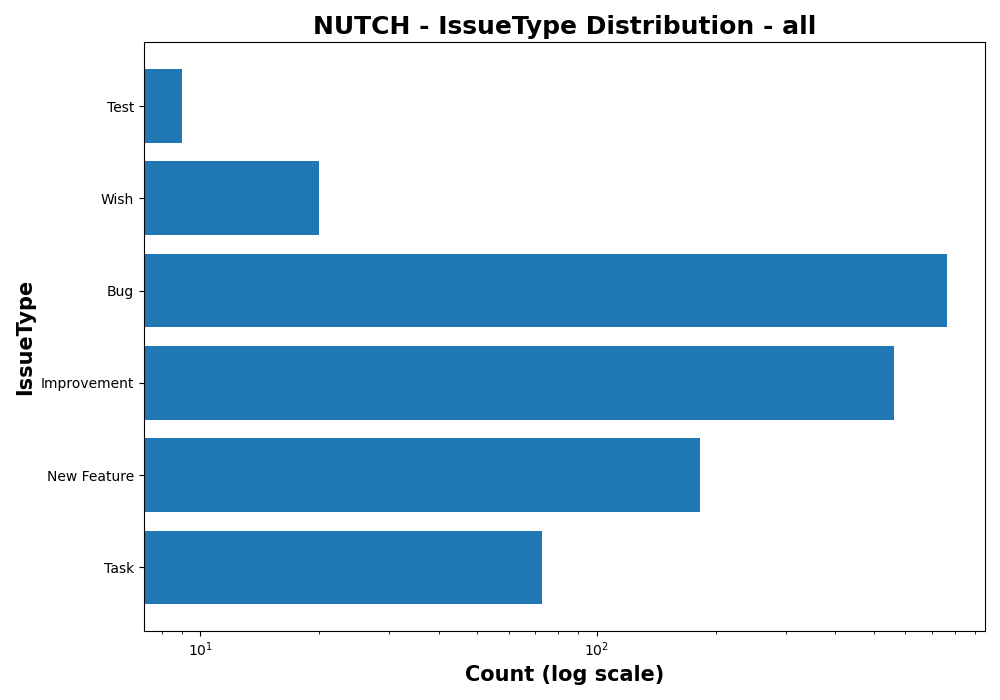 NUTCH - IssueType Distribution - all
IssueType
Test
Wish
Bug
Improvement
New Feature
Task
10¹
10²
Count (log scale)